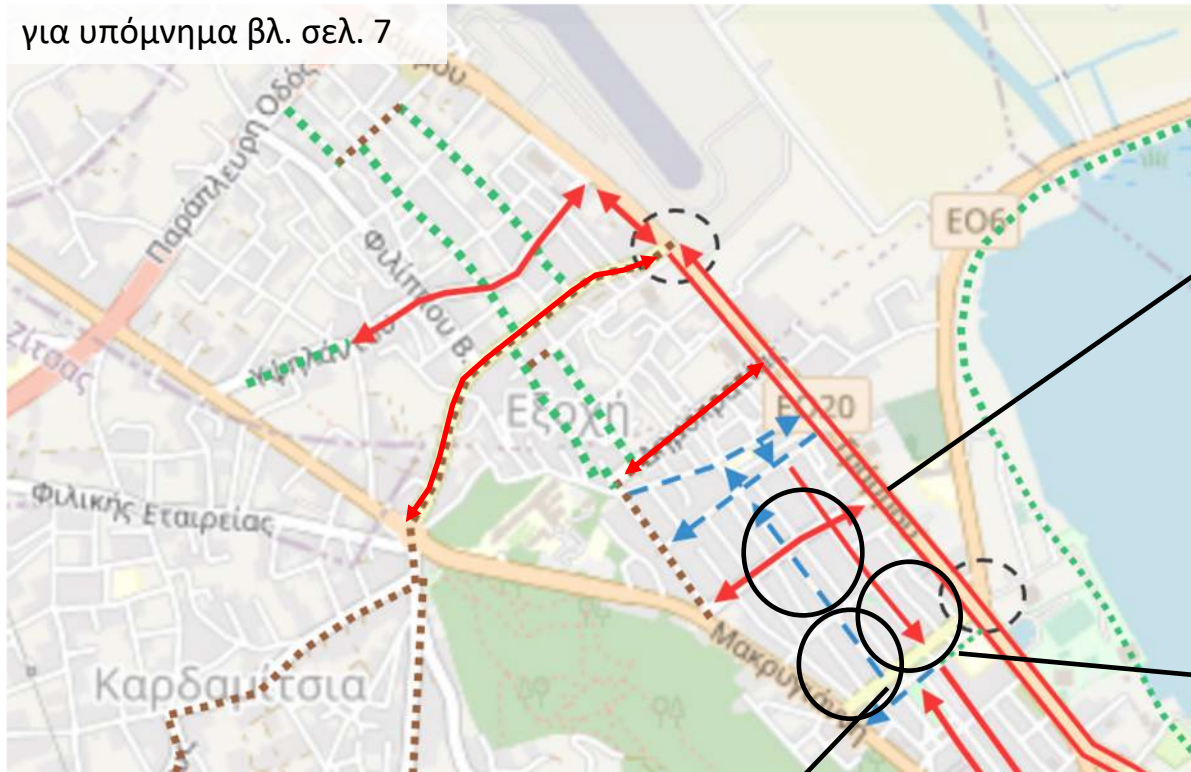 για υπόμνημα βλ. σελ. 7
Παράπλευρη Οδός
ΕΟ6
Φιλίππου Β.
Ζίτσας
Εξοχή
ΕΟ20
Φιλικής Εταιρείας
Μακρυγιάννη
Καρδαμίτσια